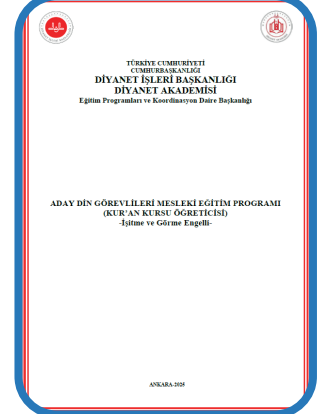 TÜRKİYE CUMHURİYETİ
CUMHURBAŞKANLIĞI
DİYANET İŞLERİ BAŞKANLIĞI
DİYANET AKADEMİSİ
Eğitim Programları ve Koordinasyon Daire Başkanlığı
ADAY DİN GÖREVLİLERİ MESLEKİ EĞİTİM PROGRAMI
(KUR'AN KURSU ÖĞRETİCİSİ)
-İşitme ve Görme Engelli-
ANKARA-2025